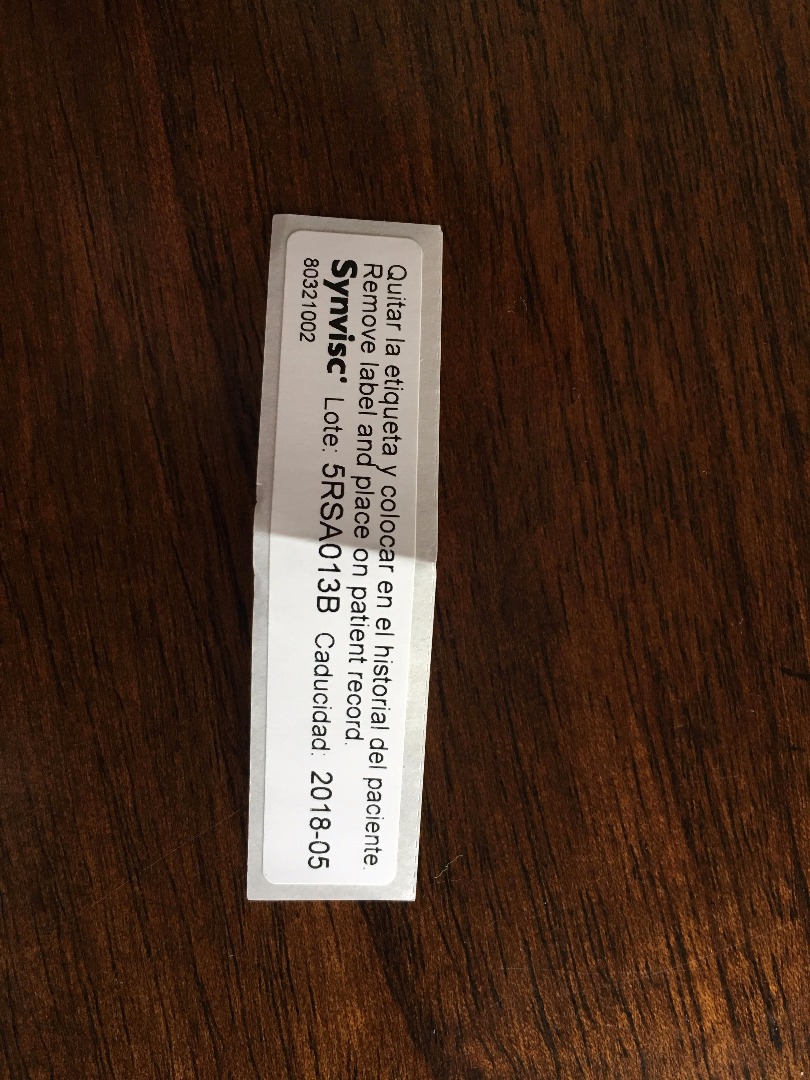 Quitar la etiqueta y colocar en el historial del paciente.
Remove label and place on patient record.
Synvisc® Lote: 5RSA013B Caducidad: 2018-05
80321002